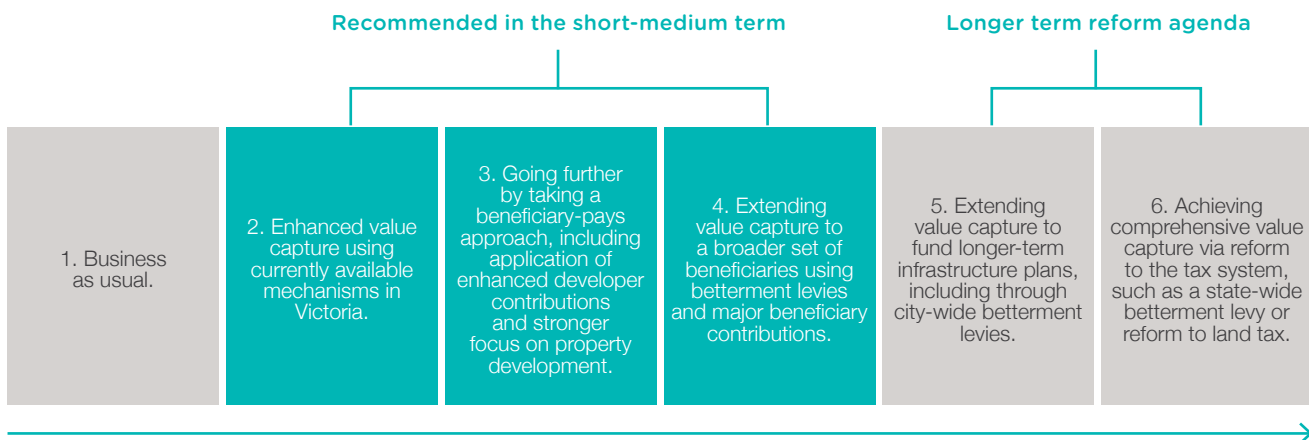 Recommended in the short-medium term
Longer term reform agenda
1. Business
as usual.
2. Enhanced value
capture using
currently available
mechanisms in
Victoria.
3. Going further
by taking a
beneficiary-pays
approach, including
application of
enhanced developer
contributions
and stronger
focus on property
development.
4. Extending
value capture to
a broader set of
beneficiaries using
betterment levies
and major beneficiary
contributions.
5. Extending
value capture to
fund longer-term
infrastructure plans,
including through
city-wide betterment
levies.
6. Achieving
comprehensive value
capture via reform
to the tax system,
such as a state-wide
betterment levy or
reform to land tax.